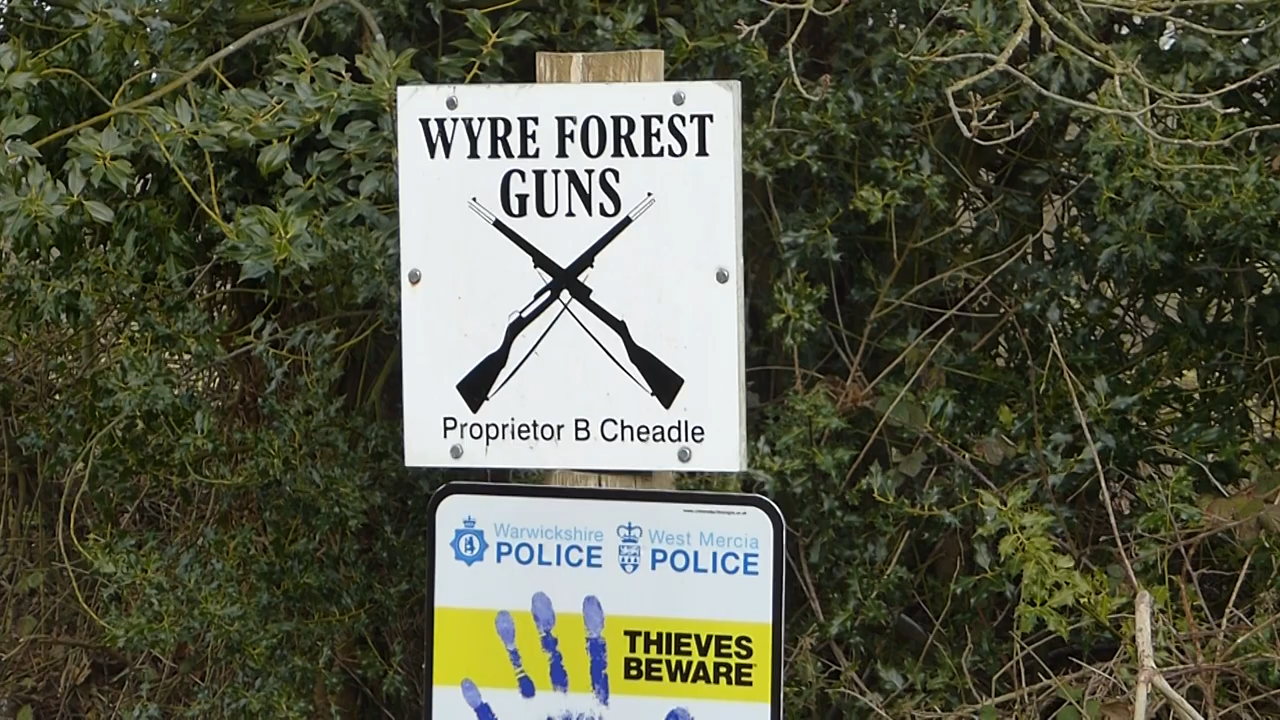 WYRE FOREST
GUNS
Proprietor B Cheadle
Warwickshire
POLICE
West Mercia
POLICE
THIEVES
BEWARE